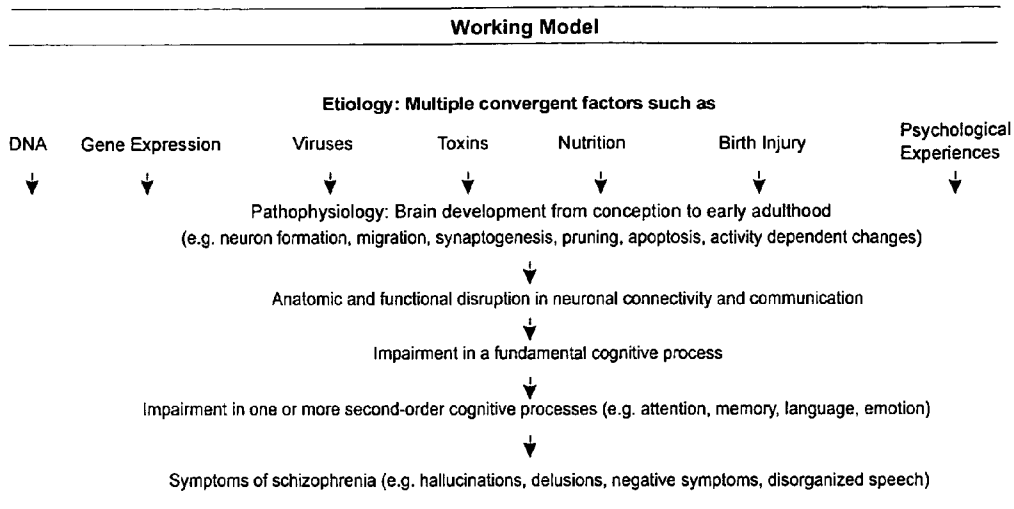 Working Model
Etiology: Multiple convergent factors such as
DNA Gene Expression Viruses Toxins Nutrition Birth Injury Psychological Experiences
Pathophysiology: Brain development from conception to early adulthood
(e.g. neuron formation, migration, synaptogenesis, pruning, apoptosis, activity dependent changes)
Anatomic and functional disruption in neuronal connectivity and communication
Impairment in a fundamental cognitive process
Impairment in one or more second-order cognitive processes (e.g. attention, memory, language, emotion)
Symptoms of schizophrenia (e.g. hallucinations, delusions, negative symptoms, disorganized speech)